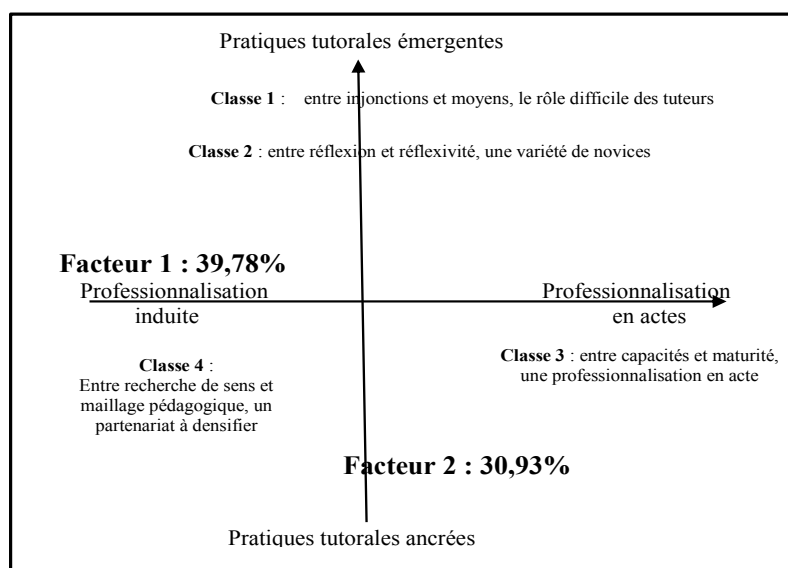 Pratiques tutorales émergentes
Classe 1 : entre injonctions et moyens, le rôle difficile des tuteurs
Classe 2 : entre réflexion et réflexivité, une variété de novices
Facteur 1 : 39,78%
Professionnalisation
induite
Professionnalisation
en actes
Classe 4 :
Entre recherche de sens et
maillage pédagogique, un
partenariat à densifier
Classe 3 : entre capacités et maturité,
une professionnalisation en acte
Facteur 2 : 30,93%
Pratiques tutorales ancrées